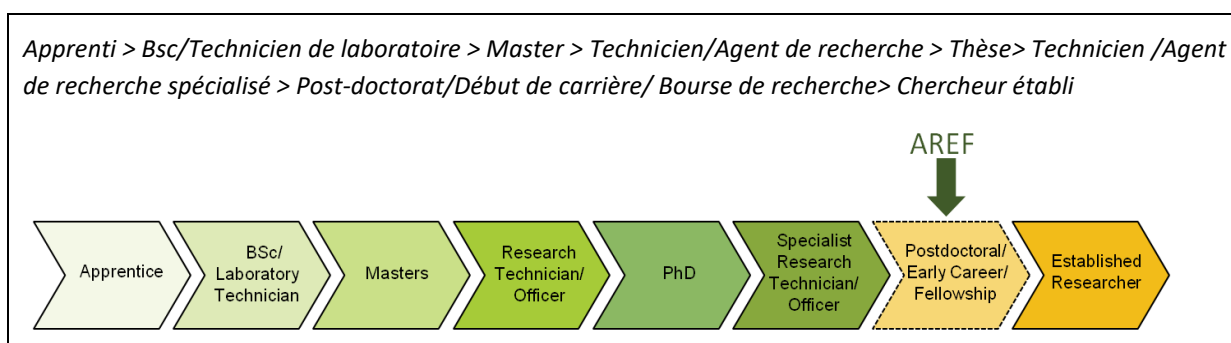 Apprenti > Bsc/Technicien de laboratoire > Master > Technicien/Agent de recherche > Thèse> Technicien /Agent
de recherche spécialisé > Post-doctorat/Début de carrière/ Bourse de recherche> Chercheur établi
AREF
Apprentice
BSc/
Laboratory
Technician
Masters
Research
Technician/
Officer
PhD
Specialist
Research
Technician/
Officer
Postdoctoral/
Early Career/
Fellowship
Established
Researcher